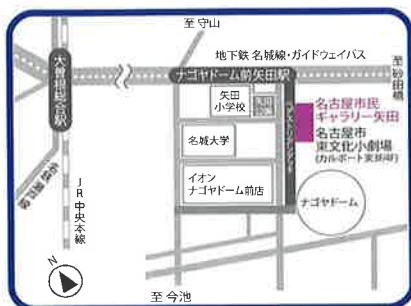 至 守山
地下鉄 名城線・ガイドウェイバス
至 砂田橋
大曽根総合駅
ナゴヤドーム前矢田駅
矢田
小学校
名古屋市民
ギャラリー矢田
名古屋市
東文化小劇場
(カルポート東3F/4F)
名城大学
イオン
ナゴヤドーム前店
ナゴヤドーム
JR中央本線
N
至 今池